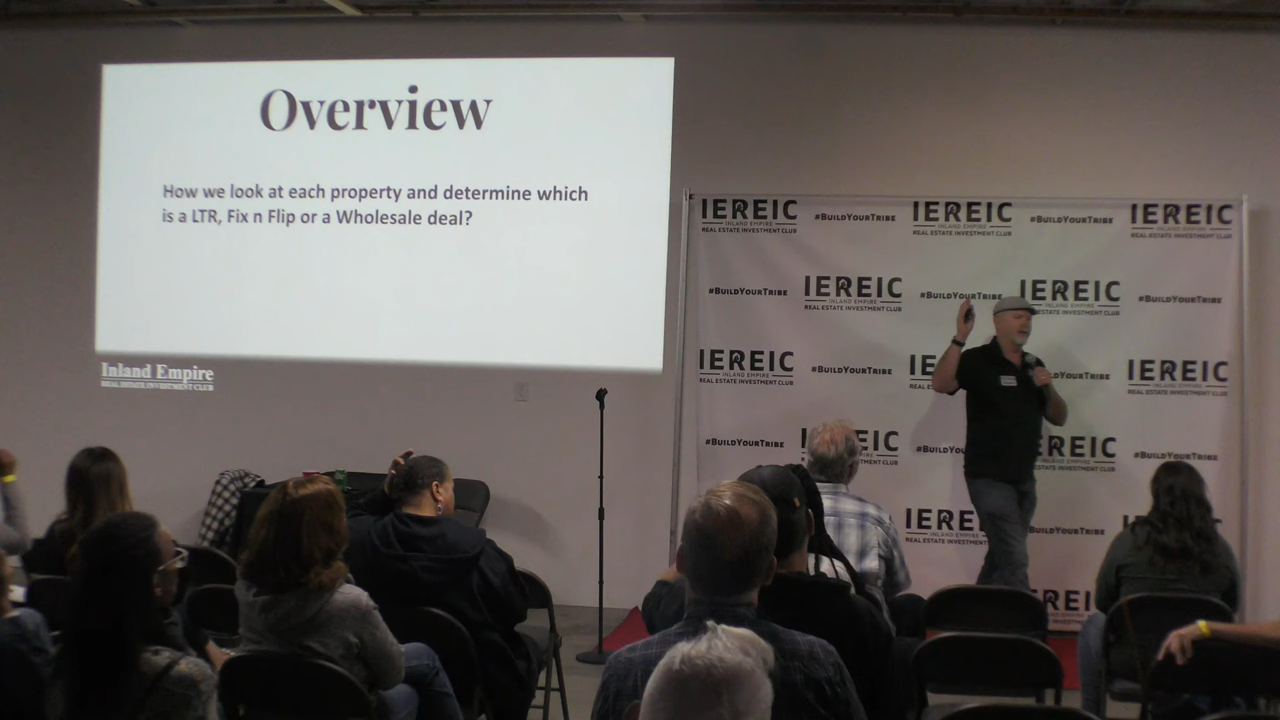 Overview
How we look at each property and determine which
is a LTR, Fix n Flip or a Wholesale deal?
Inland Empire
REAL ESTATE INVESTMENT CLUB
IEREIC
INLAND EMPIRE
REAL ESTATE INVESTMENT CLUB
#BUILDYOURTRIBE
IEREIC
INLAND EMPIRE
REAL ESTATE INVESTMENT CLUB
#BUILDYOURTRIBE
IEREIC
INLAND EMPIRE
REAL ESTATE INVESTMENT CLUB
#BUILDYOURTRIBE
IEREIC
INLAND EMPIRE
REAL ESTATE INVESTMENT CLUB
#BUILDYOURTRIBE
IEREIC
INLAND EMPIRE
REAL ESTATE INVESTMENT CLUB
#BUILDYOURTRIBE
IEREIC
INLAND EMPIRE
REAL ESTATE INVESTMENT CLUB
#BUILDYOURTRIBE
IEREIC
INLAND EMPIRE
REAL ESTATE INVESTMENT CLUB
#BUILDYOURTRIBE
#BUILDYOURTRIBE